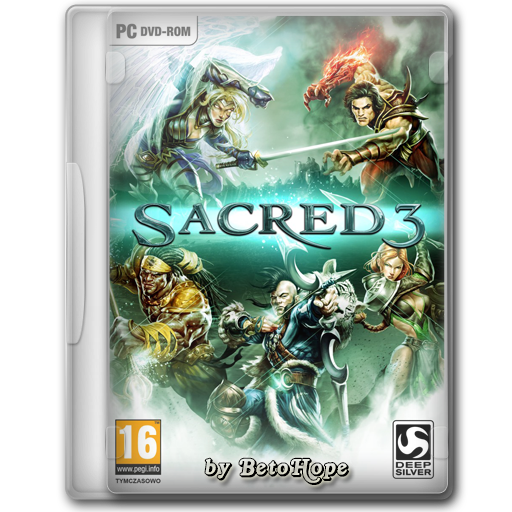 PC DVD-ROM
SACRED 3
16
www.pegi.info
TYMCZASOWO
by BetoHope
DEEP
SILVER